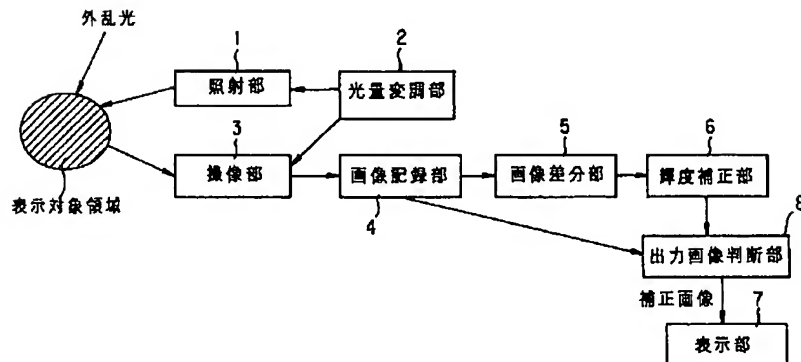 外乱光
1
照射部
2
光量変調部
3
撮像部
表示対象領域
画像記録部
4
5
画像差分部
6
輝度補正部
8
出力画像判断部
補正画像
7
表示部